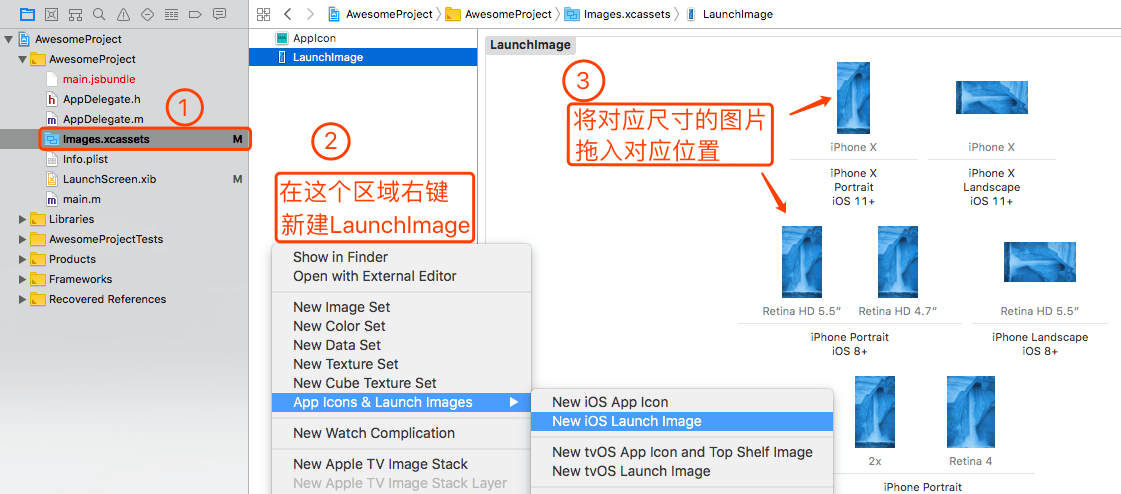 AwesomeProject
AwesomeProject
Images.xcassets
LaunchImage
AwesomeProject
AwesomeProject
main.jsbundle
AppDelegate.h
AppDelegate.m
Images.xcassets M
Info.plist
LaunchScreen.xib M
main.m
Libraries
AwesomeProjectTests
Products
Frameworks
Recovered References
1
AppIcon
LaunchImage
2
在这个区域右键
新建LaunchImage
Show in Finder
Open with External Editor
New Image Set
New Color Set
New Data Set
New Texture Set
New Cube Texture Set
App Icons & Launch Images
New Watch Complication
New Apple TV Image Stack
New Apple TV Image Stack Layer
New iOS App Icon
New iOS Launch Image
New tvOS App Icon and Top Shelf Image
New tvOS Launch Image
LaunchImage
3
将对应尺寸的图片
拖入对应位置
iPhone X
iPhone X
Portrait
iOS 11+
iPhone X
iPhone X
Landscape
iOS 11+
Retina HD 5.5″ Retina HD 4.7″
iPhone Portrait
iOS 8+
Retina HD 5.5″
iPhone Landscape
iOS 8+
2x Retina 4
iPhone Portrait